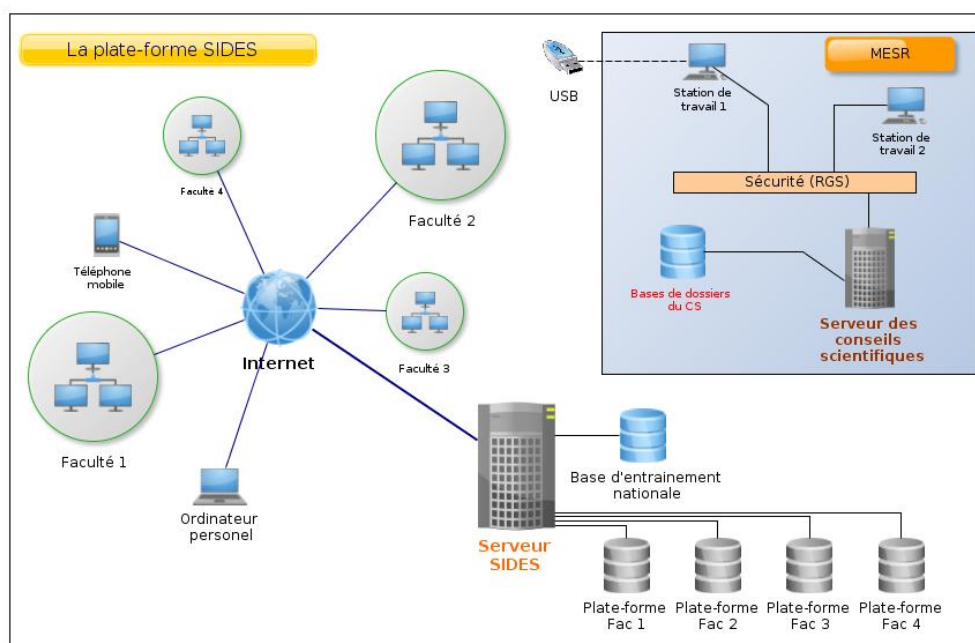 La plate-forme SIDES
MESR
USB
Station de
travail 1
Station de
travail 2
Sécurité (RGS)
Bases de dossiers
du CS
Serveur des
conseils
scientifiques
Faculté 4
Faculté 2
Téléphone
mobile
Internet
Faculté 3
Faculté 1
Ordinateur
personel
Serveur
SIDES
Base d'entrainement
nationale
Plate-forme
Fac 1
Plate-forme
Fac 2
Plate-forme
Fac 3
Plate-forme
Fac 4